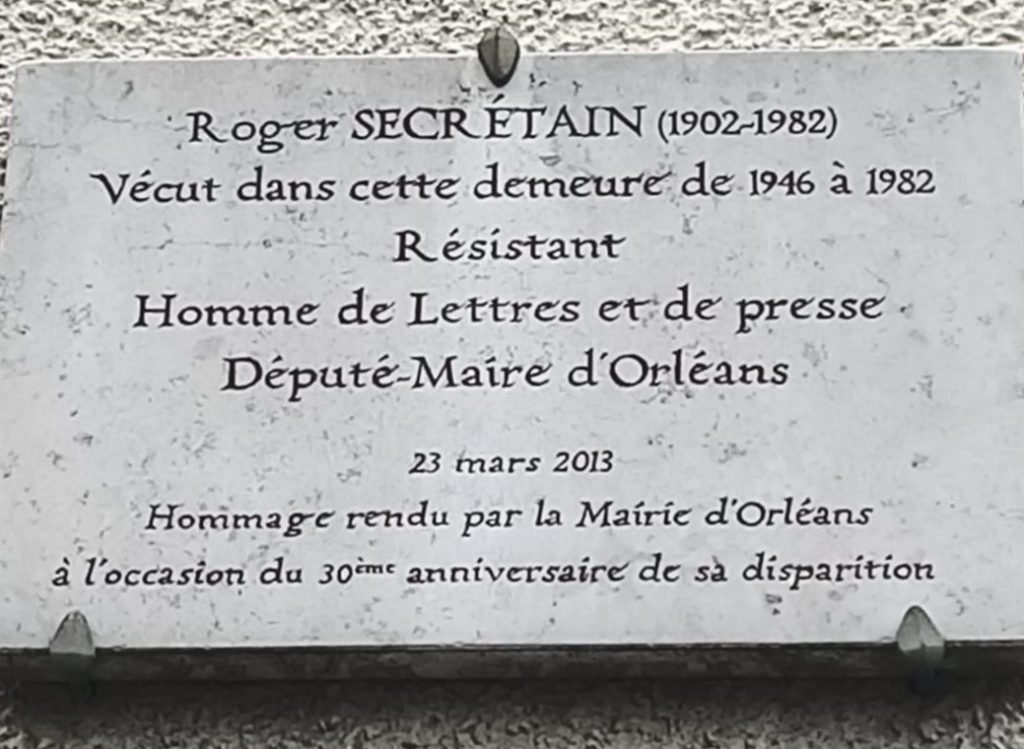 Roger SECRÉTAIN (1902-1982)
Vécut dans cette demeure de 1946 à 1982
Résistant
Homme de Lettres et de presse
Député-Maire d'Orléans
23 mars 2013
Hommage rendu par la Mairie d'Orléans
à l'occasion du 30ème anniversaire de sa disparition